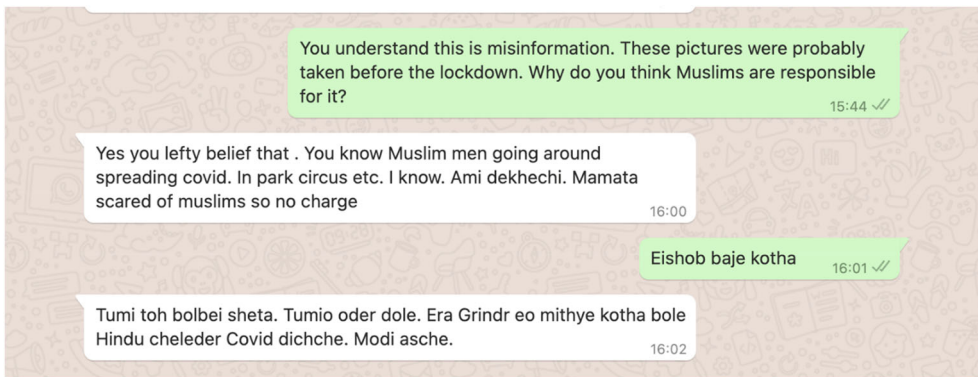 You understand this is misinformation. These pictures were probably
taken before the lockdown. Why do you think Muslims are responsible
for it?
15:44
Yes you lefty belief that . You know Muslim men going around
spreading covid. In park circus etc. I know. Ami dekhechi. Mamata
scared of muslims so no charge
16:00
Eishob baje kotha
16:01
Tumi toh bolbei sheta. Tumio oder dole. Era Grindr eo mithye kotha bole
Hindu cheleder Covid dichche. Modi asche.
16:02